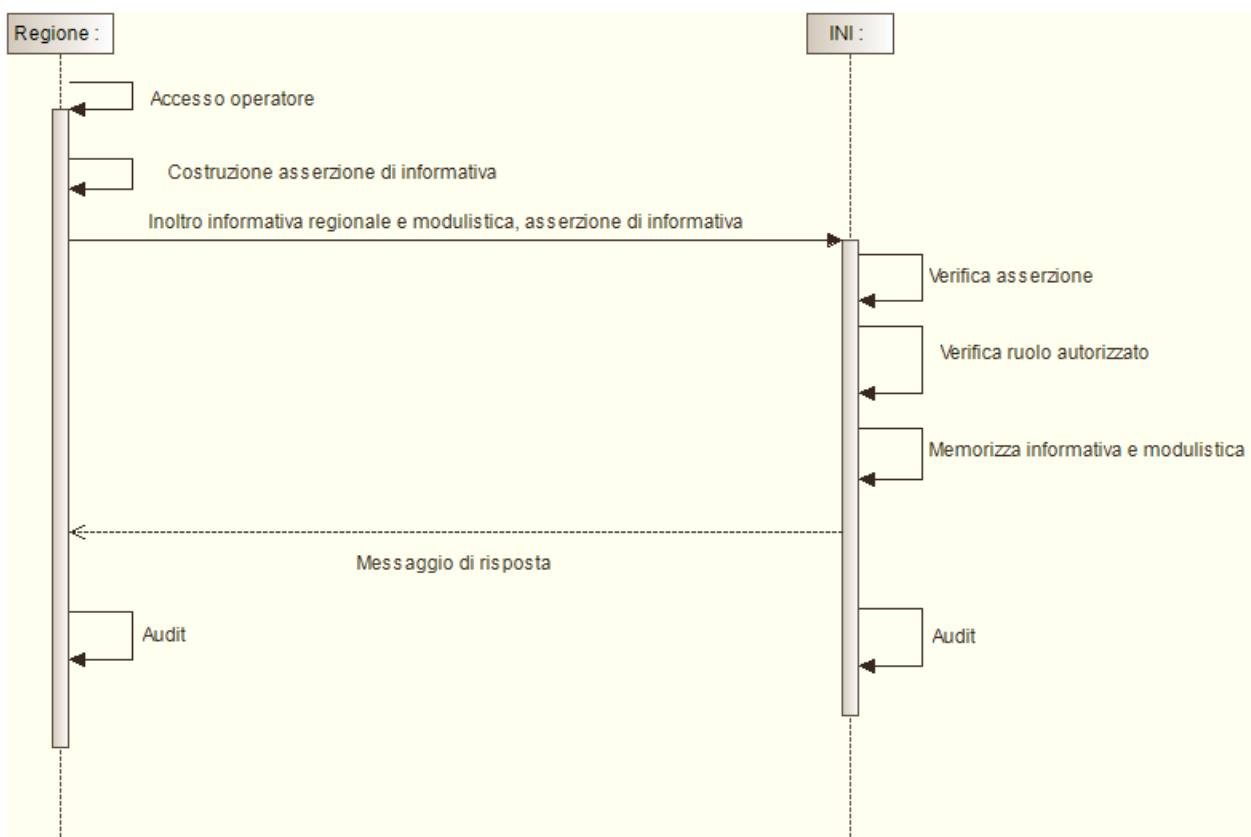 Regione :
INI :
Accesso operatore
Costruzione asserzione di informativa
Inoltro informativa regionale e modulistica, asserzione di informativa
Verifica asserzione
Verifica ruolo autorizzato
Memorizza informativa e modulistica
Messaggio di risposta
Audit
Audit